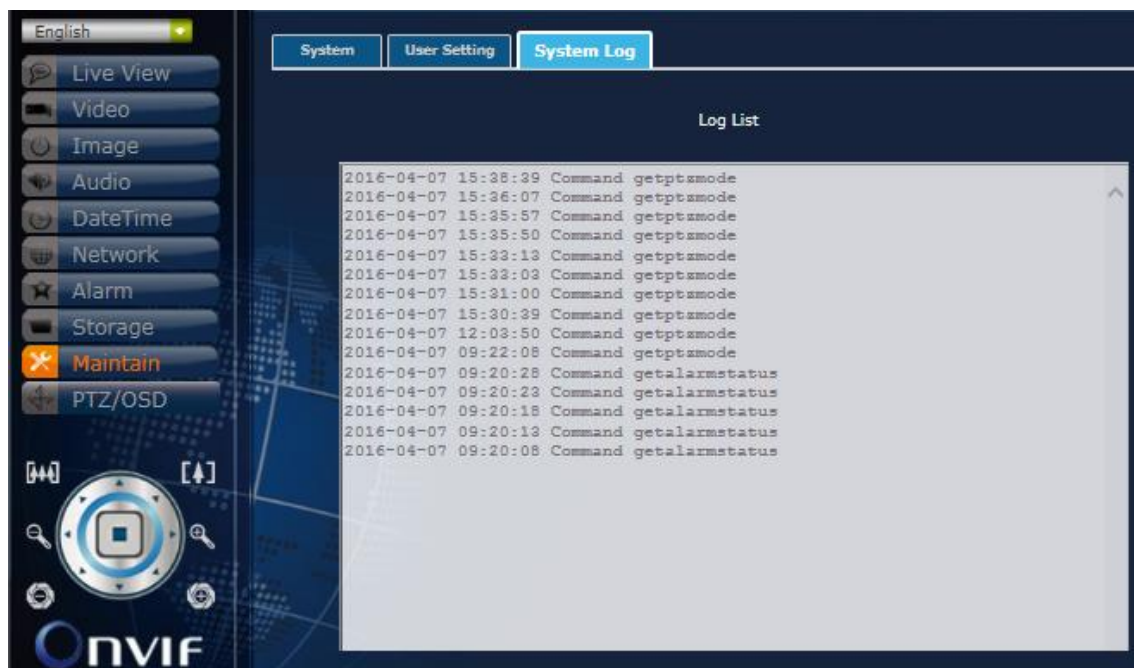 English
Live View
Video
Image
Audio
DateTime
Network
Alarm
Storage
Maintain
PTZ/OSD
Onvif
System
User Setting
System Log
Log List
2016-04-07 15:38:39 Command getptzmode
2016-04-07 15:36:07 Command getptzmode
2016-04-07 15:35:57 Command getptzmode
2016-04-07 15:35:50 Command getptzmode
2016-04-07 15:33:13 Command getptzmode
2016-04-07 15:33:03 Command getptzmode
2016-04-07 15:31:00 Command getptzmode
2016-04-07 15:30:39 Command getptzmode
2016-04-07 12:03:50 Command getptzmode
2016-04-07 09:22:08 Command getptzmode
2016-04-07 09:20:28 Command getalarmstatus
2016-04-07 09:20:23 Command getalarmstatus
2016-04-07 09:20:18 Command getalarmstatus
2016-04-07 09:20:13 Command getalarmstatus
2016-04-07 09:20:08 Command getalarmstatus